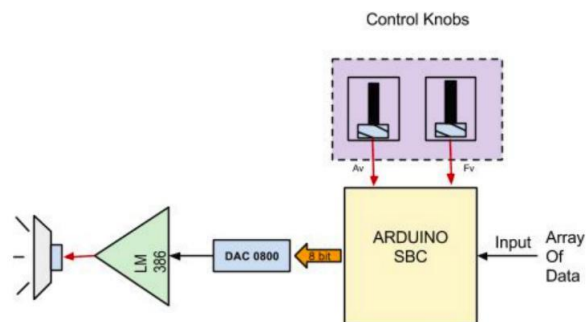 Control Knobs
Av
Fv
ARDUINO
SBC
Input
Array
Of
Data
8 bit
DAC 0800
LM
386